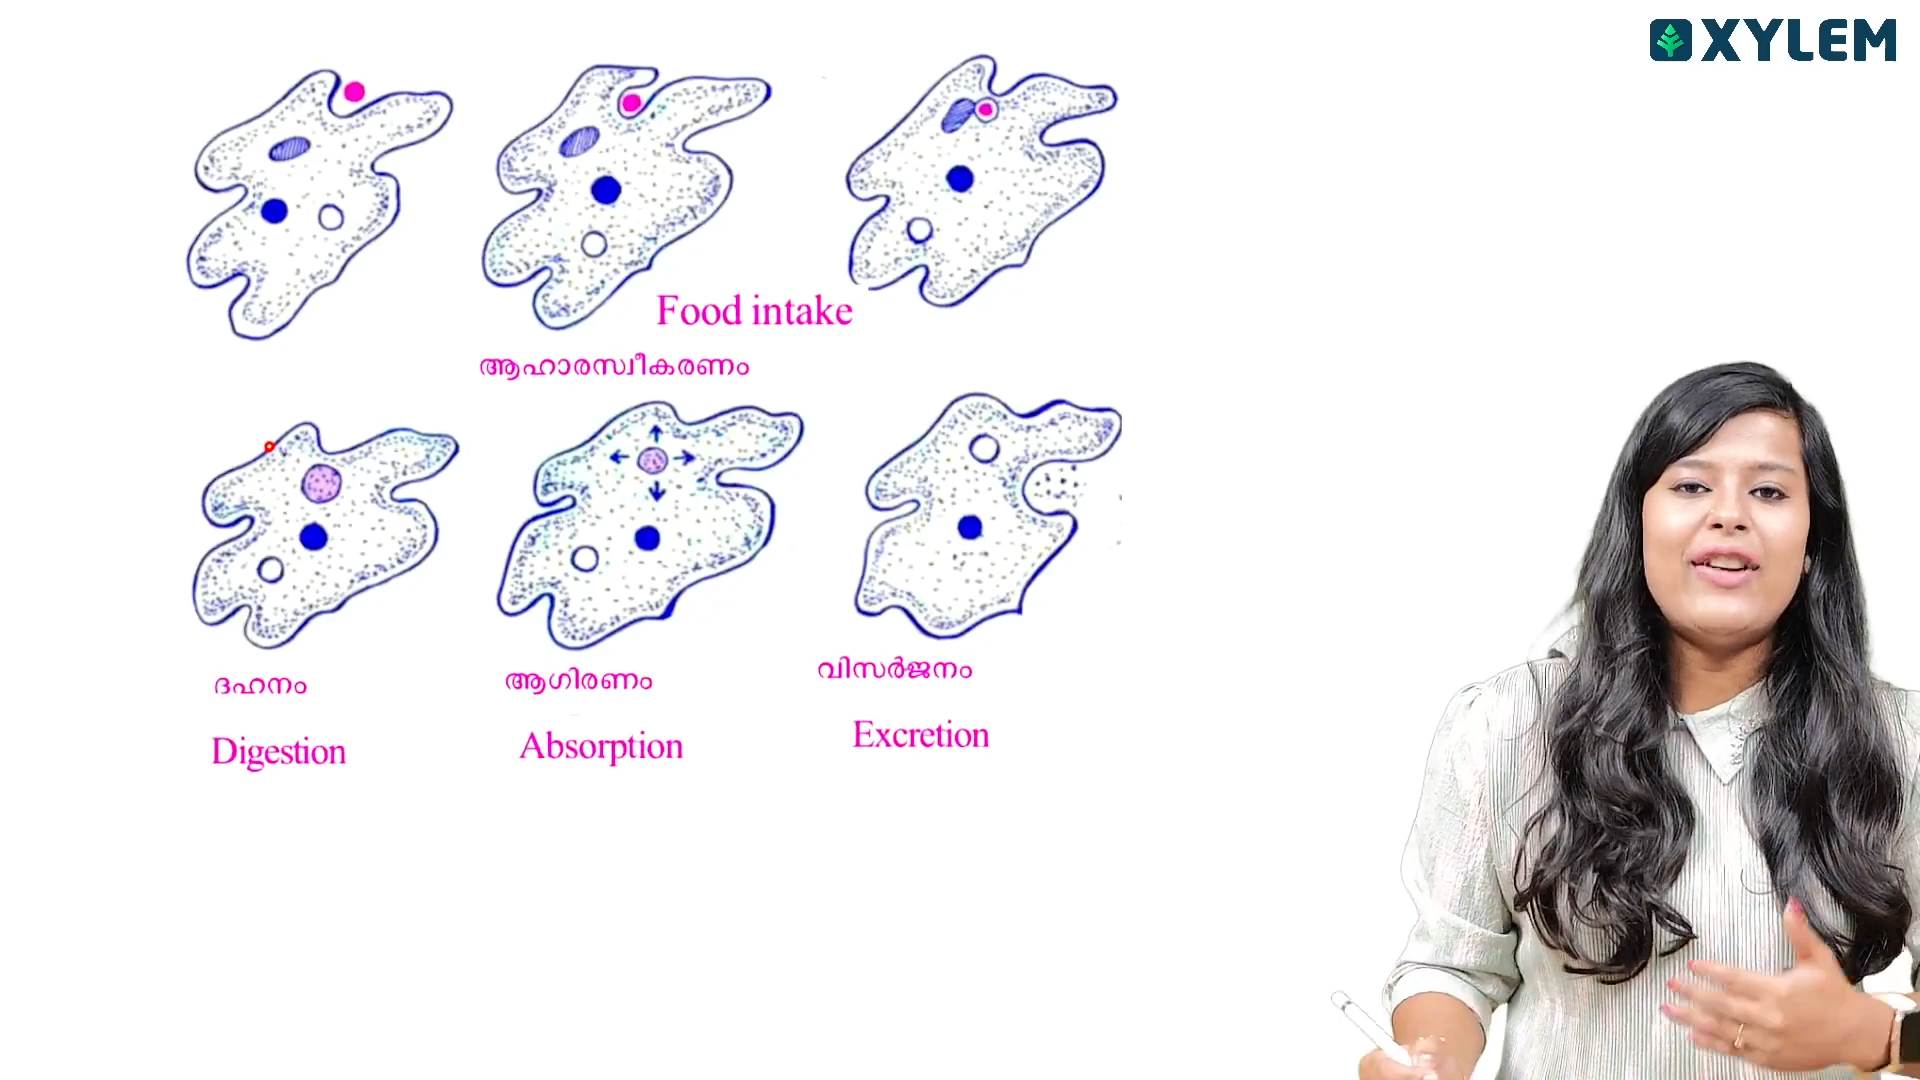 XYLEM
Food intake
ആഹാരസ്വീകരണം
ദഹനം
ആഗിരണം
വിസർജനം
Digestion
Absorption
Excretion